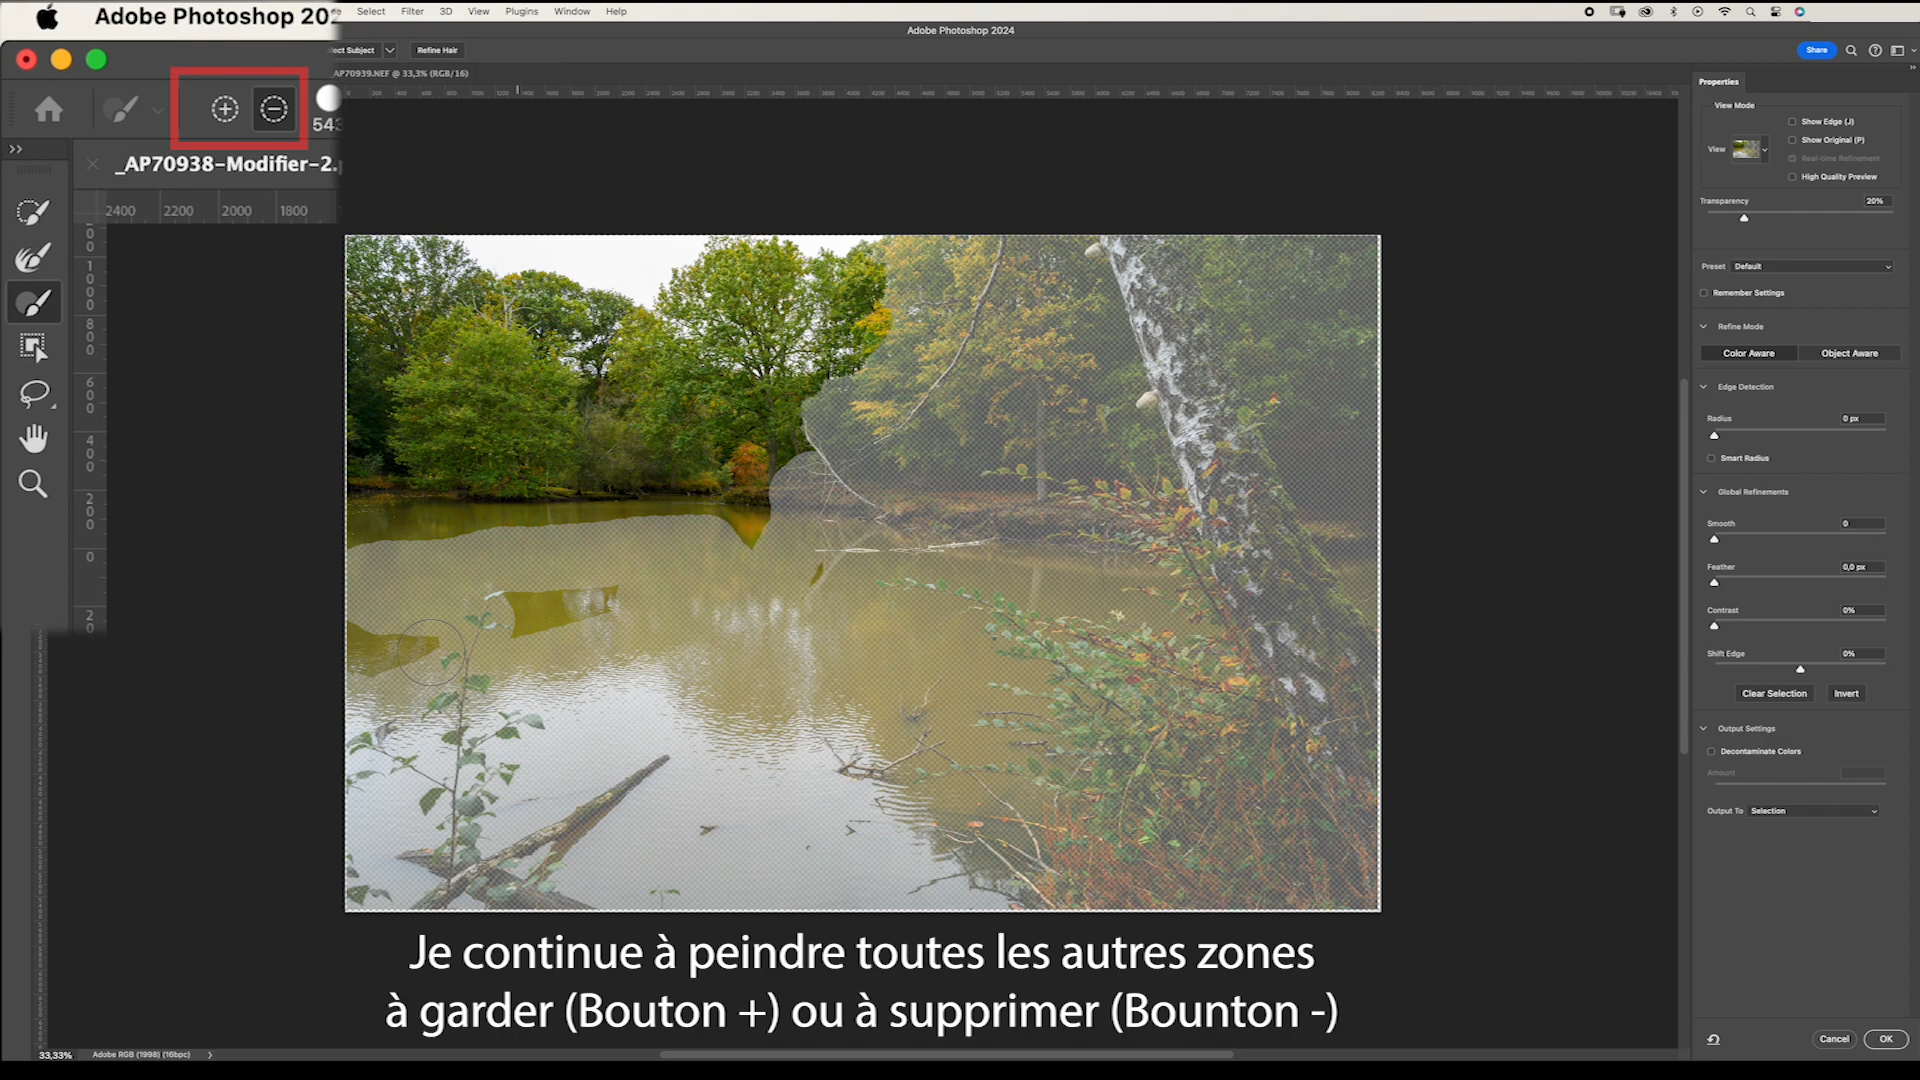 Adobe Photoshop 202
Select
Filter
3D
View
Plugins
Window
Help
Adobe Photoshop 2024
ect Subject
Refine Hair
Share
543
AP70939.NEF @ 33,3% (RGB/16)
_AP70938-Modifier-2.
2400 2200 2000 1800
Properties
View Mode
Show Edge (J)
View
Show Original (P)
Real-time Refinement
High Quality Preview
Transparency 20%
Preset Default
Remember Settings
Refine Mode
Color Aware Object Aware
Edge Detection
Radius 0 px
Smart Radius
Global Refinements
Smooth 0
Feather 0,0 px
Contrast 0%
Shift Edge 0%
Clear Selection Invert
Output Settings
Decontaminate Colors
Amount
Output To Selection
Je continue à peindre toutes les autres zones
à garder (Bouton +) ou à supprimer (Bounton -)
Cancel OK
33,33% Adobe RGB (1998) (16bpc)